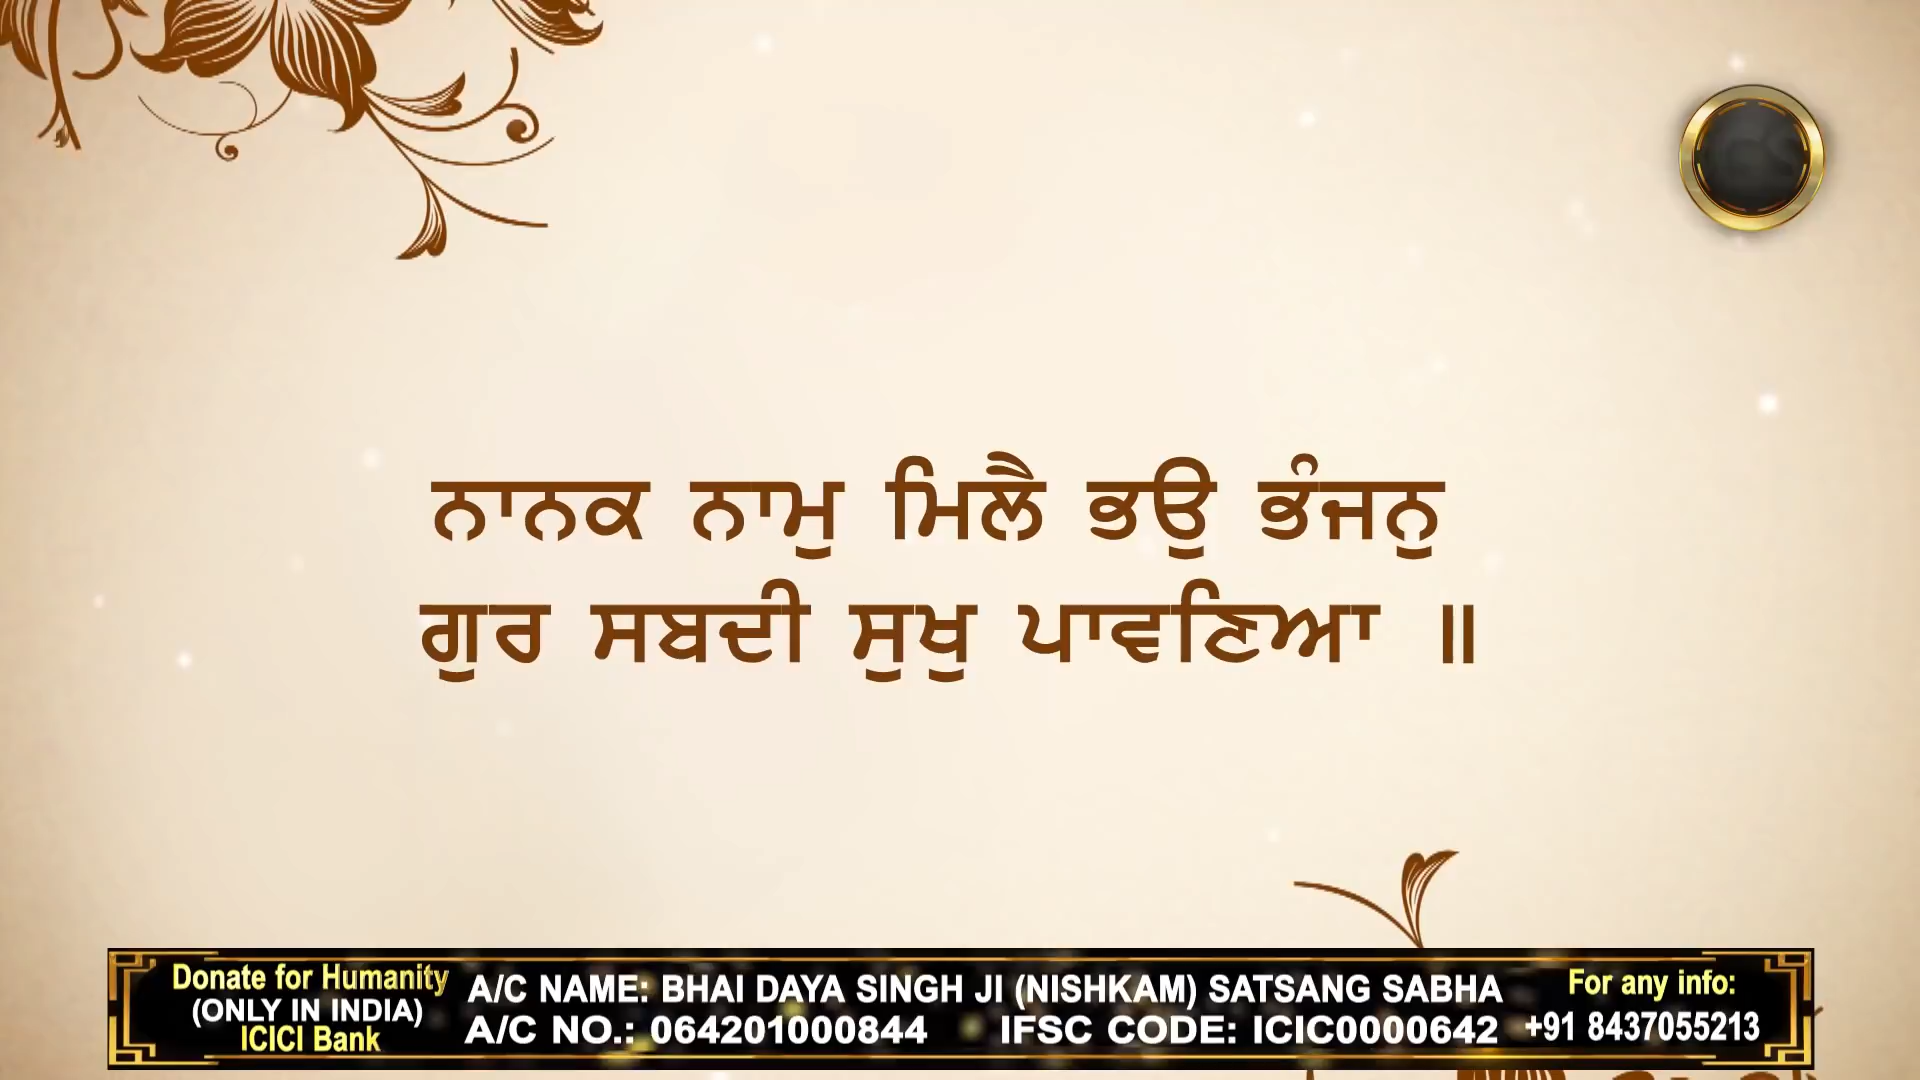 ਨਾਨਕ ਨਾਮੁ ਮਿਲੈ ਭਉ ਭੰਜਨੁ
ਗੁਰ ਸਬਦੀ ਸੁਖੁ ਪਾਵਣਿਆ ॥
Donate for Humanity
(ONLY IN INDIA)
ICICI Bank
A/C NAME: BHAI DAYA SINGH JI (NISHKAM) SATSANG SABHA
A/C NO.: 064201000844 IFSC CODE: ICIC0000642
For any info:
+91 8437055213